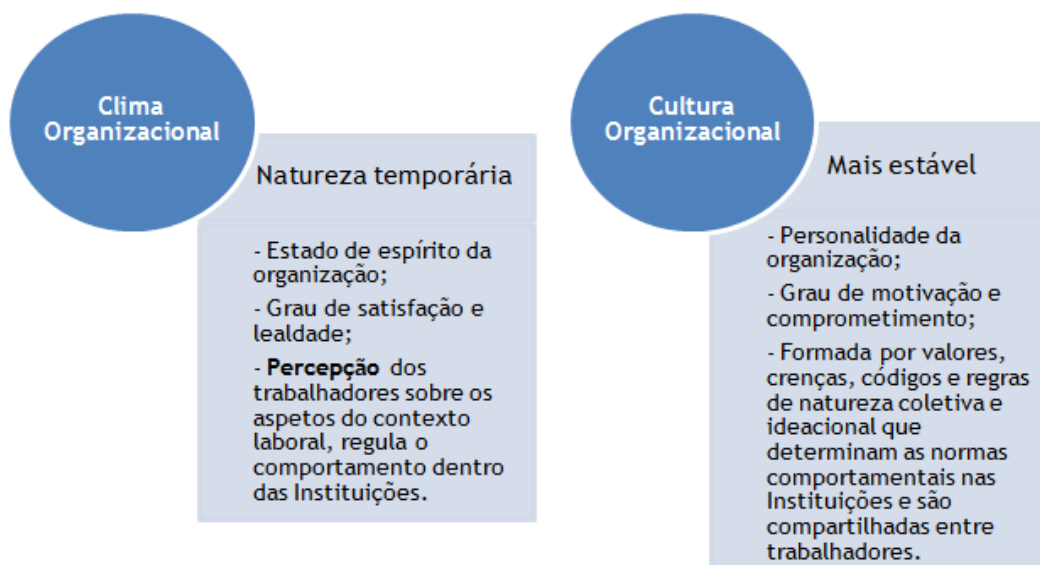 Clima
Organizacional
Natureza temporária
- Estado de espírito da
organização;
- Grau de satisfação e
lealdade;
- Percepção dos
trabalhadores sobre os
aspetos do contexto
laboral, regula o
comportamento dentro
das Instituições.
Cultura
Organizacional
Mais estável
- Personalidade da
organização;
- Grau de motivação e
comprometimento;
- Formada por valores,
crenças, códigos e regras
de natureza coletiva e
ideacional que
determinam as normas
comportamentais nas
Instituições e são
compartilhadas entre
trabalhadores.